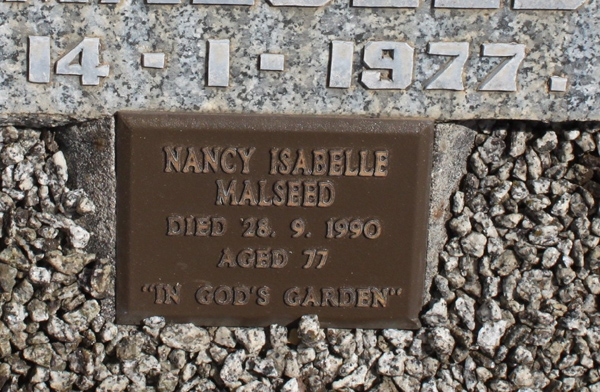 14-1-1977.
NANCY ISABELLE
MALSEED
DIED 28. 9. 1990
AGED 77
"IN GOD'S GARDEN"